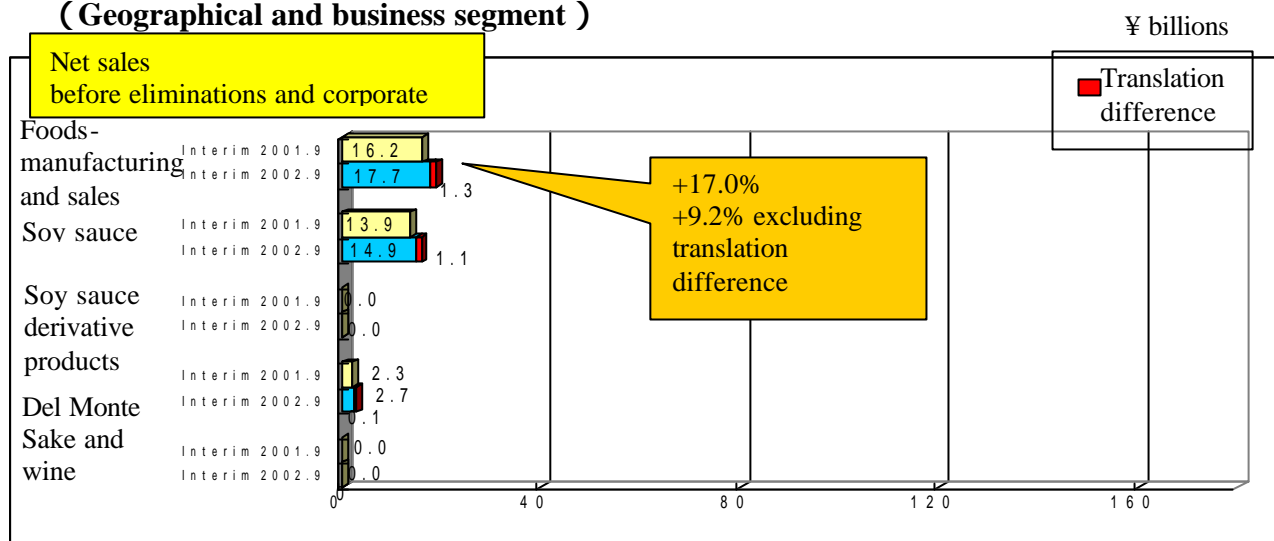 （Geographical and business segment ）
¥ billions
Net sales
before eliminations and corporate
Translation
difference
Foods-
manufacturing
and sales
Interim 2001.9
16.2
Interim 2002.9
17.7
1.3
+17.0%
+9.2% excluding
translation
difference
Soy sauce
Interim 2001.9
13.9
Interim 2002.9
14.9
1.1
Soy sauce
derivative
products
Interim 2001.9
0.0
Interim 2002.9
0.0
Del Monte
Interim 2001.9
2.3
Interim 2002.9
2.7
0.1
Sake and
wine
Interim 2001.9
0.0
Interim 2002.9
0.0
0 40 80 120 160